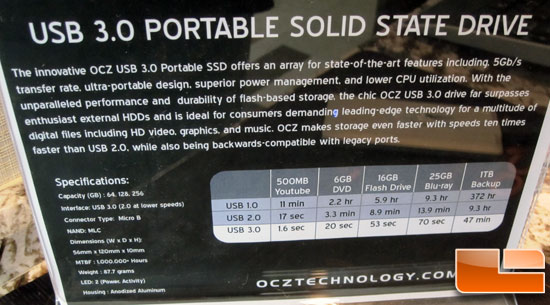 USB 3.0 PORTABLE SOLID STATE DRIVE
The innovative OCZ USB 3.0 Portable SSD offers an array for state-of-the-art features including, 5Gb/s
transfer rate, ultra-portable design, superior power management, and lower CPU utilization. With the
unparalleled performance and durability of flash-based storage, the chic OCZ USB 3.0 drive far surpasses
enthusiast external HDDs and is ideal for consumers demanding leading-edge technology for a multitude of
digital files including HD video, graphics, and music. OCZ makes storage even faster with speeds ten times
faster than USB 2.0, while also being backwards-compatible with legacy ports.
Specifications:
Capacity (GB) : 64, 128, 256
Interface: USB 3.0 (2.0 at lower speeds)
Connector Type: Micro B
NAND: MLC
Dimensions (W x D x H):
56mm x 120mm x 10mm
MTBF : 1,000,000+ Hours
Weight : 87.7 grams
LED: 2 (Power, Activity)
Housing : Anodized Aluminum
500MB Youtube 6GB DVD 16GB Flash Drive 25GB Blu-ray 1TB Backup
USB 1.0 11 min 2.2 hr 5.9 hr 9.3 hr 372 hr
USB 2.0 17 sec 3.3 min 8.9 min 13.9 min 9.3 hr
USB 3.0 1.6 sec 20 sec 53 sec 70 sec 47 min
OCZTECHNOLOGY.COM